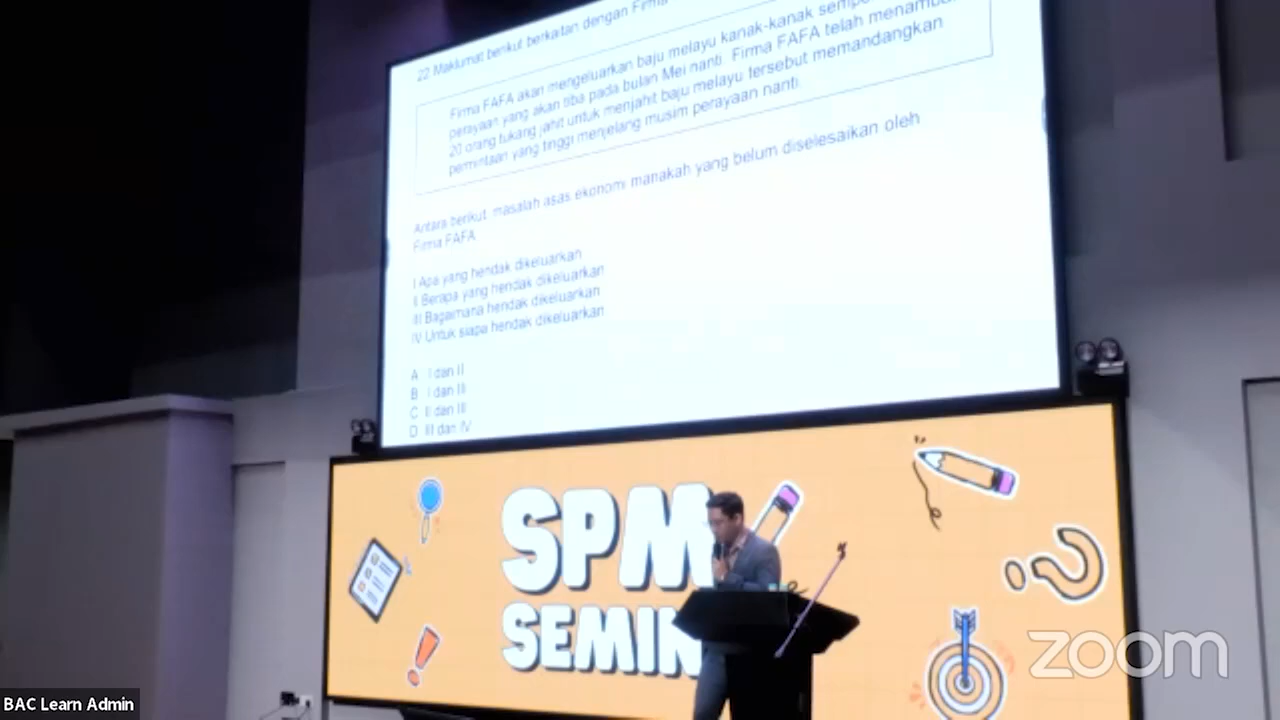 22 Maklumat berikut berkaitan dengan Firma
Firma FAFA akan mengeluarkan baju melayu kanak-kanak
perayaan yang akan tiba pada bulan Mei nanti. Firma FAFA telah
20 orang tukang jahit untuk menjahit baju melayu tersebut memandangkan
permintaan yang tinggi menjelang musim perayaan nanti.
Antara berikut, masalah asas ekonomi manakah yang belum diselesaikan oleh
Firma FAFA
I Apa yang hendak dikeluarkan
II Berapa yang hendak dikeluarkan
III Bagaimana hendak dikeluarkan
IV Untuk siapa hendak dikeluarkan
A I dan II
B I dan III
C II dan III
D III dan IV
SPM
SEMIN
zoom
BAC Learn Admin